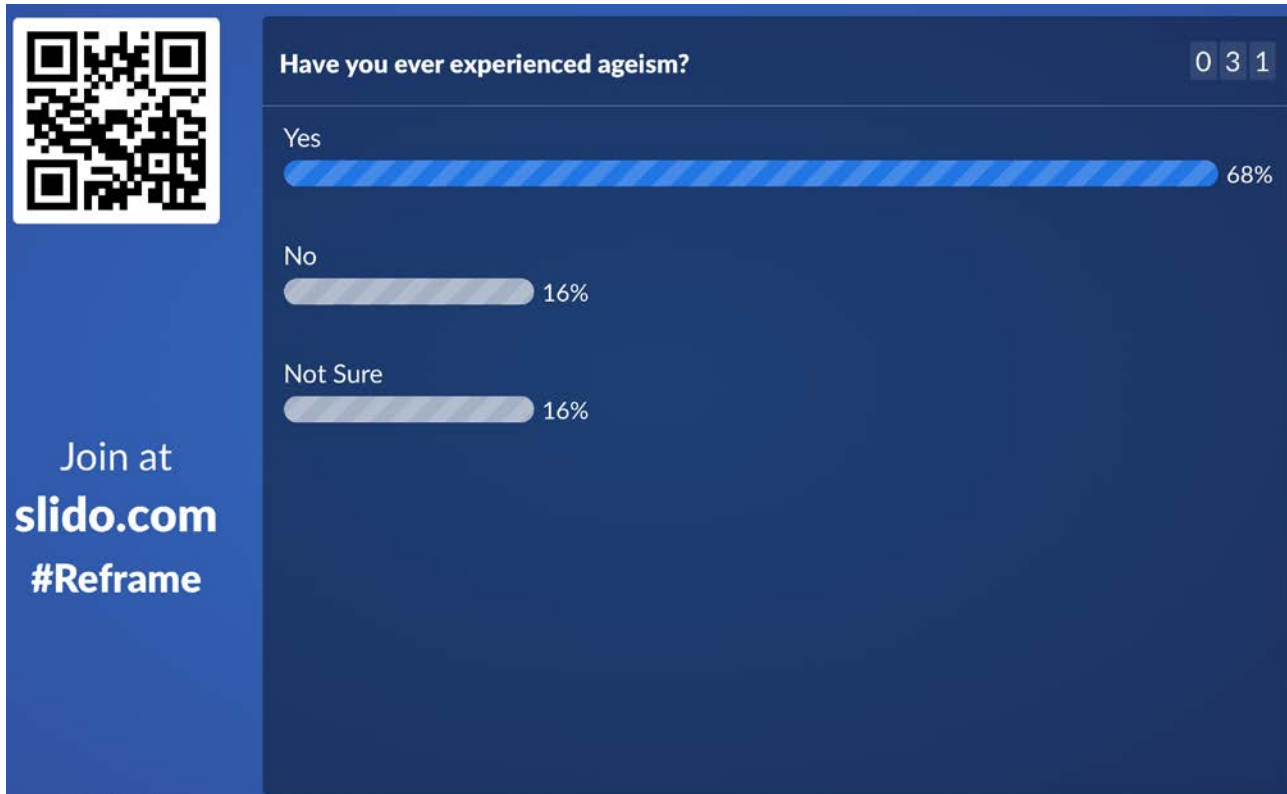 Have you ever experienced ageism?
0 3 1
Yes
68%
No
16%
Not Sure
16%
Join at
slido.com
#Reframe